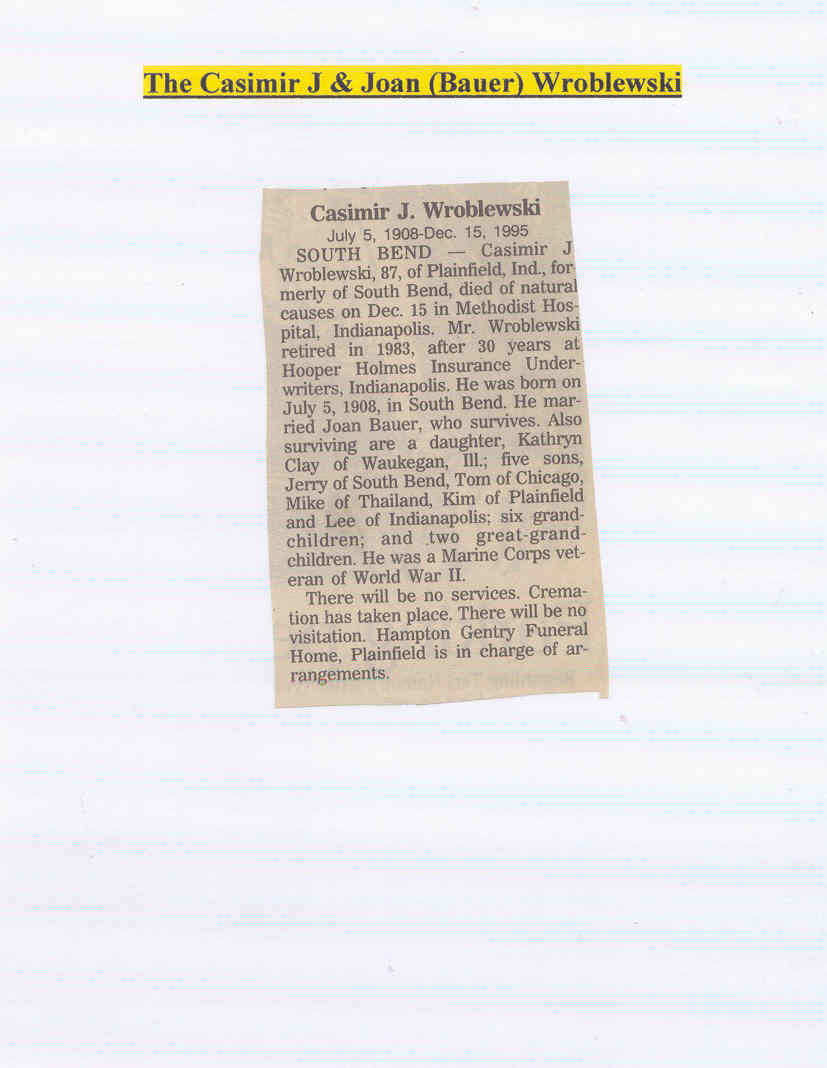 The Casimir J & Joan (Bauer) Wroblewski
Casimir J. Wroblewski
July 5, 1908-Dec. 15, 1995
SOUTH BEND — Casimir J
Wroblewski, 87, of Plainfield, Ind., for-
merly of South Bend, died of natural
causes on Dec. 15 in Methodist Hos-
pital, Indianapolis. Mr. Wroblewski
retired in 1983, after 30 years at
Hooper Holmes Insurance Under-
writers, Indianapolis. He was born on
July 5, 1908, in South Bend. He mar-
ried Joan Bauer, who survives. Also
surviving are a daughter, Kathryn
Clay of Waukegan, Ill.; five sons,
Jerry of South Bend, Tom of Chicago,
Mike of Thailand, Kim of Plainfield
and Lee of Indianapolis; six grand-
children; and two great-grand-
children. He was a Marine Corps vet-
eran of World War II.
There will be no services. Crema-
tion has taken place. There will be no
visitation. Hampton Gentry Funeral
Home, Plainfield is in charge of ar-
rangements.